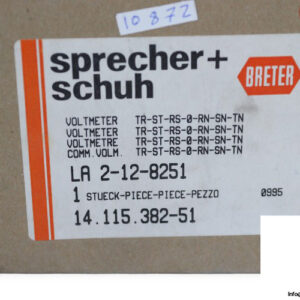 10872
sprecher+
schuh
BRETER
VOLTMETER TR-ST-RS-0-RN-SN-TN
VOLTMETER TR-ST-RS-0-RN-SN-TN
VOLTMETRE TR-ST-RS-0-RN-SN-TN
COMM.VOLM. TR-ST-RS-0-RN-SN-TN
LA 2-12-8251
1 STUECK-PIECE-PIECE-PEZZO 0995
14.115.382-51